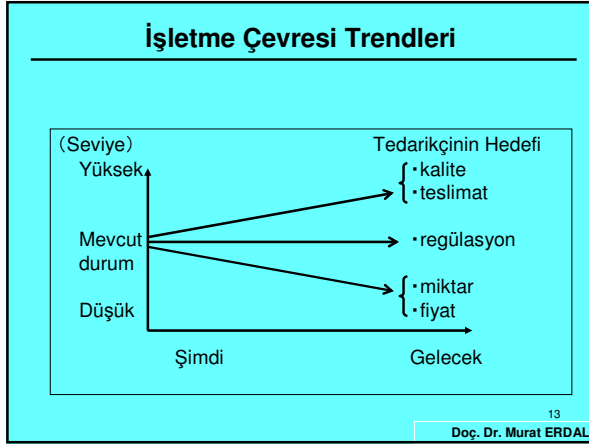 İşletme Çevresi Trendleri
(Seviye)
Yüksek
Tedarikçinin Hedefi
・kalite
・teslimat
Mevcut
durum
・regülasyon
・miktar
Düşük
・fiyat
Şimdi
Gelecek
13
Doç. Dr. Murat ERDAL